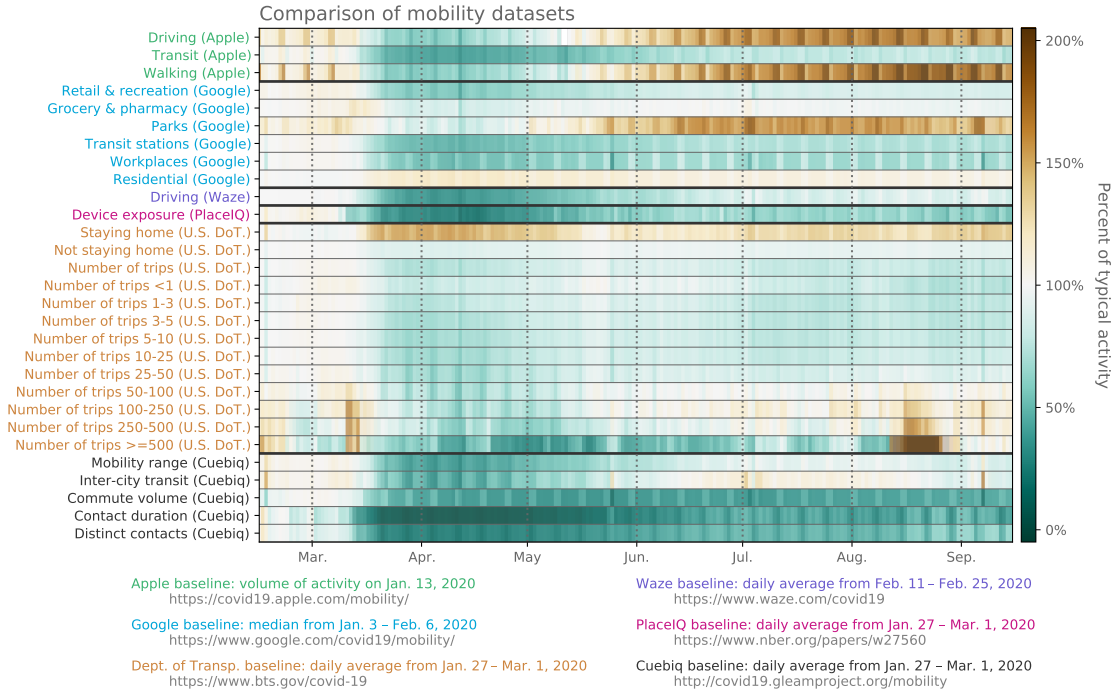 Comparison of mobility datasets
Driving (Apple)
Transit (Apple)
Walking (Apple)
Retail & recreation (Google)
Grocery & pharmacy (Google)
Parks (Google)
Transit stations (Google)
Workplaces (Google)
Residential (Google)
Driving (Waze)
Device exposure (PlaceIQ)
Staying home (U.S. DoT.)
Not staying home (U.S. DoT.)
Number of trips (U.S. DoT.)
Number of trips <1 (U.S. DoT.)
Number of trips 1-3 (U.S. DoT.)
Number of trips 3-5 (U.S. DoT.)
Number of trips 5-10 (U.S. DoT.)
Number of trips 10-25 (U.S. DoT.)
Number of trips 25-50 (U.S. DoT.)
Number of trips 50-100 (U.S. DoT.)
Number of trips 100-250 (U.S. DoT.)
Number of trips 250-500 (U.S. DoT.)
Number of trips >=500 (U.S. DoT.)
Mobility range (Cuebiq)
Inter-city transit (Cuebiq)
Commute volume (Cuebiq)
Contact duration (Cuebiq)
Distinct contacts (Cuebiq)
Mar. Apr. May Jun. Jul. Aug. Sep.
200%
150%
100%
50%
0%
Percent of typical activity
Apple baseline: volume of activity on Jan. 13, 2020
https://covid19.apple.com/mobility/
Google baseline: median from Jan. 3 – Feb. 6, 2020
https://www.google.com/covid19/mobility/
Dept. of Transp. baseline: daily average from Jan. 27 – Mar. 1, 2020
https://www.bts.gov/covid-19
Waze baseline: daily average from Feb. 11 – Feb. 25, 2020
https://www.waze.com/covid19
PlaceIQ baseline: daily average from Jan. 27 – Mar. 1, 2020
https://www.nber.org/papers/w27560
Cuebiq baseline: daily average from Jan. 27 – Mar. 1, 2020
http://covid19.gleamproject.org/mobility